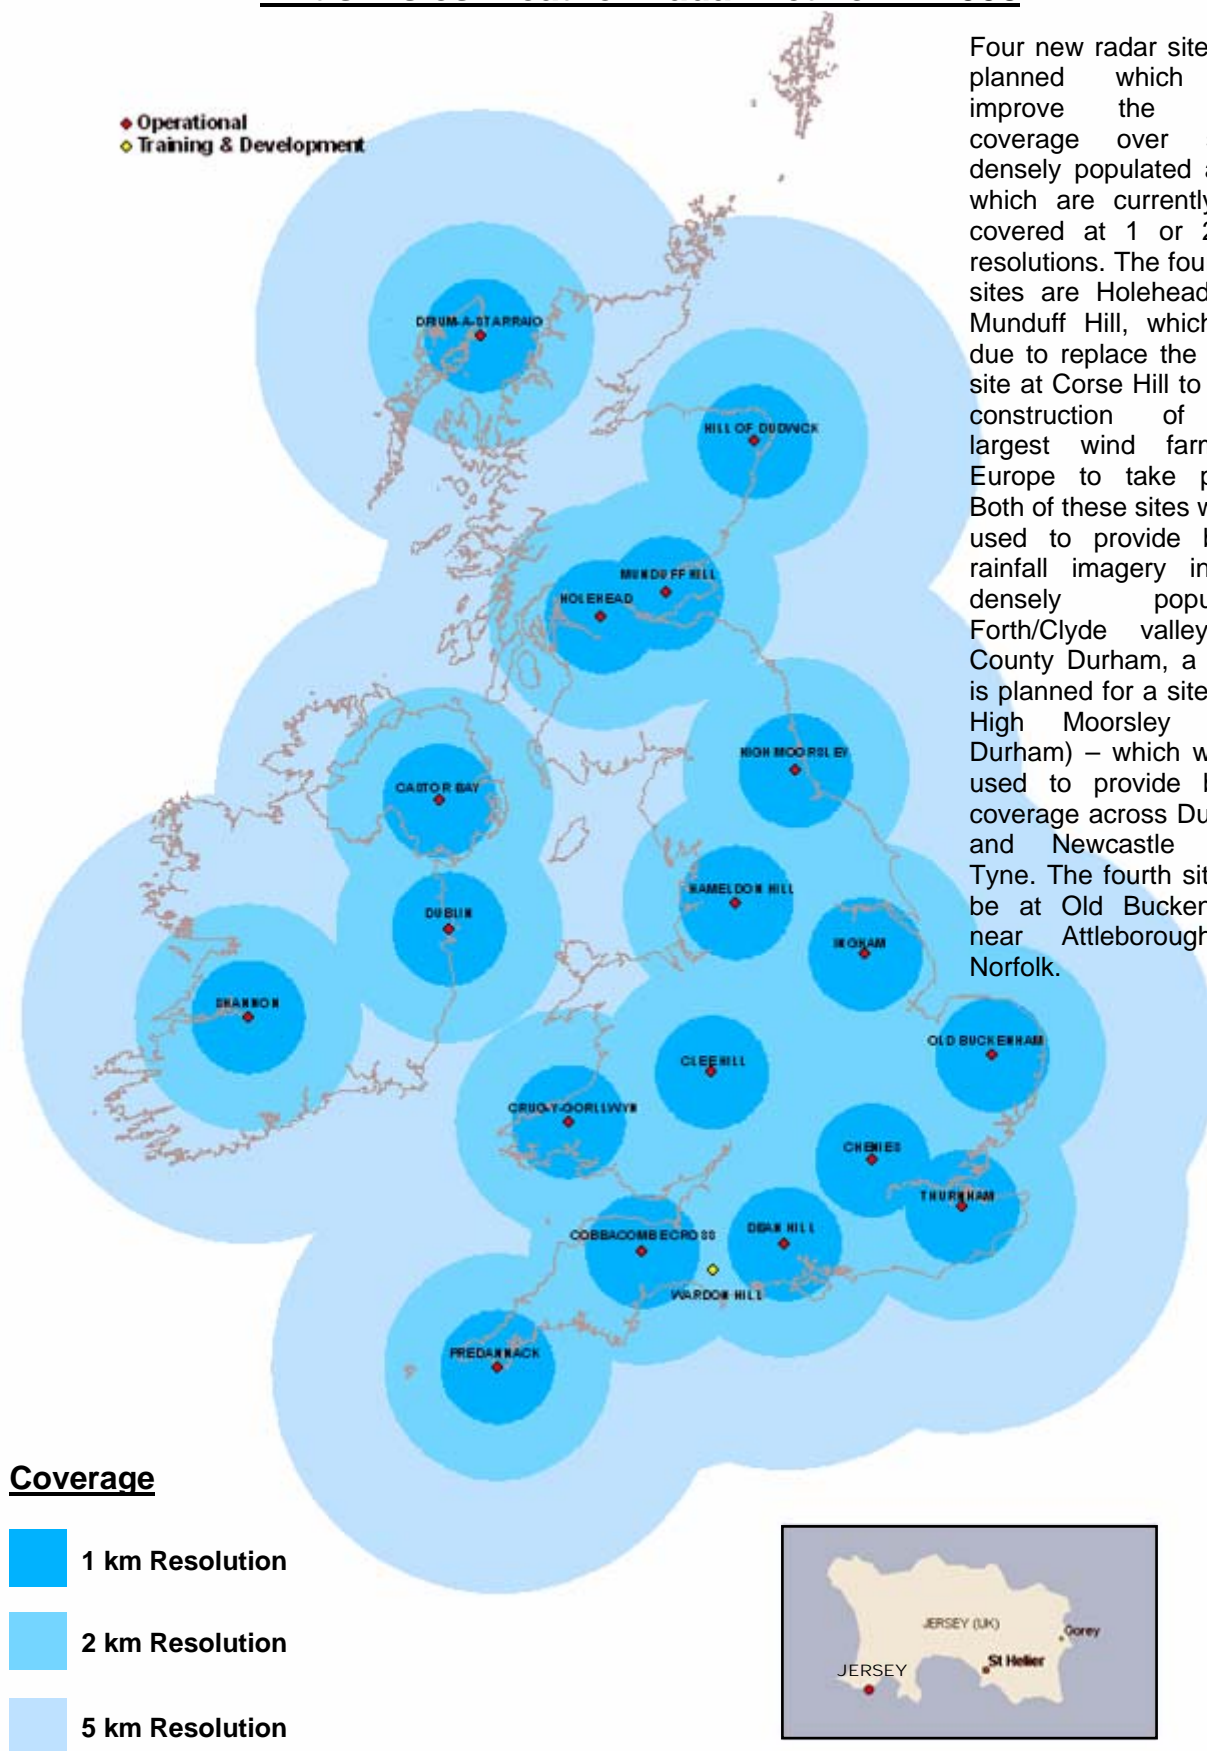 Four new radar site
planned which
improve the
coverage over
densely populated
which are currently
covered at 1 or 2
resolutions. The fou
sites are Holehead
Munduff Hill, which
due to replace the
site at Corse Hill to
construction of
largest wind farm
Europe to take p
Both of these sites w
used to provide b
rainfall imagery in
densely popu
Forth/Clyde valley
County Durham, a
is planned for a site
High Moorsley
Durham) – which w
used to provide b
coverage across Du
and Newcastle
Tyne. The fourth sit
be at Old Bucken
near Attleborough
Norfolk.
Operational
Training & Development
DRUM-A-STARRAIO
HILL OF DUDWICK
MUNDUFF HILL
HOLEHEAD
HIGH MOORSLEY
CASTOR BAY
HAMELDON HILL
DUBLIN
INGHAM
SHANNON
OLD BUCKENHAM
CLEEHILL
CRUG-Y-GORLLWYN
CHENIES
THURNHAM
COBBACOMBE CROSS
DEAN HILL
WARDON HILL
PREDANNACK
Coverage
1 km Resolution
2 km Resolution
5 km Resolution
JERSEY (UK)
Gorey
St Helier
JERSEY